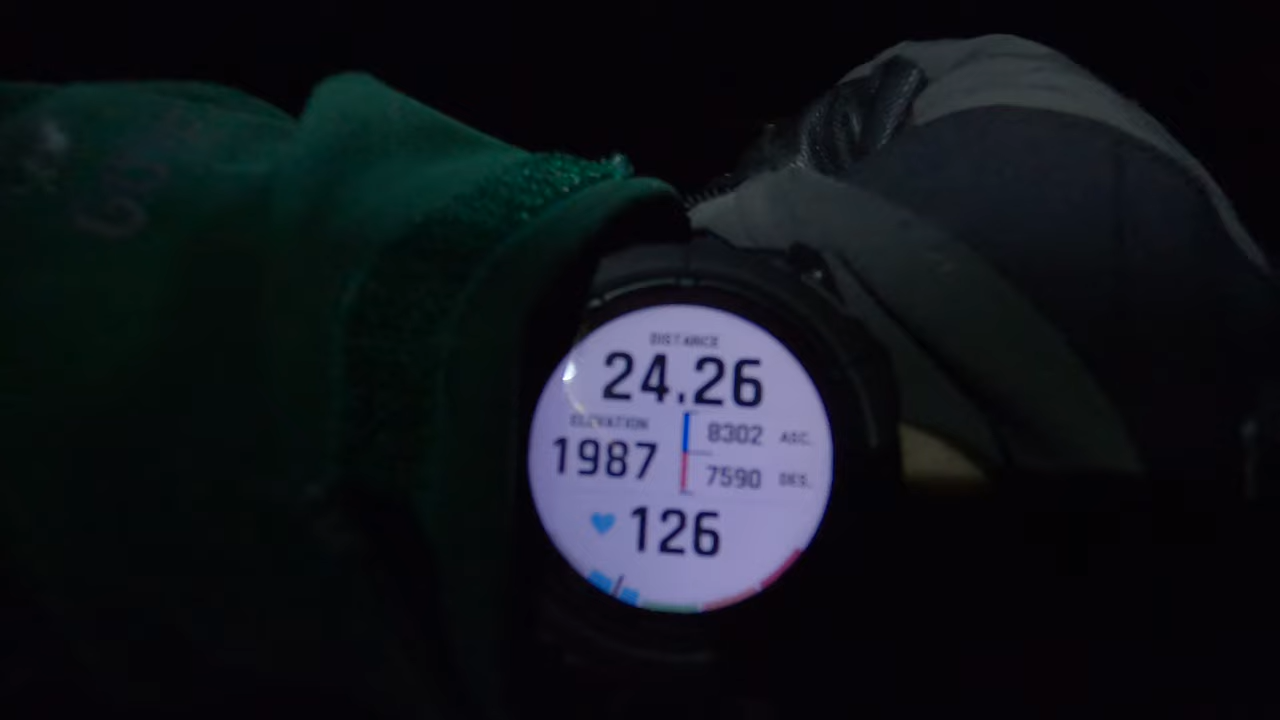 DISTANCE
24.26
ELEVATION
1987
8302 ASC.
7590 DES.
126